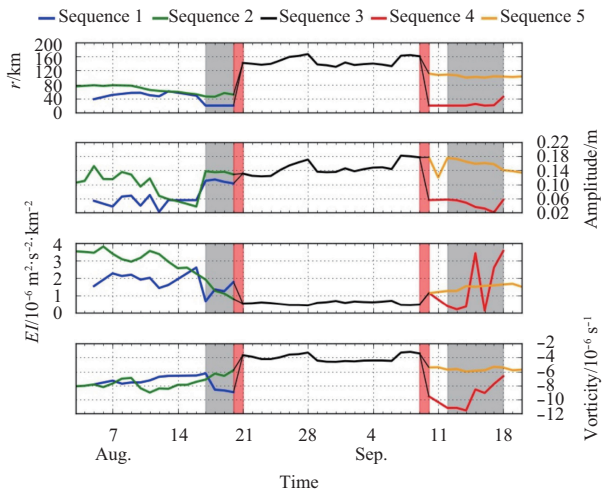 Sequence 1 Sequence 2 Sequence 3 Sequence 4 Sequence 5
r/km
200
160
120
80
40
0
Amplitude/m
0.22
0.18
0.14
0.10
0.06
0.02
EI/10⁻⁶ m²·s⁻²·km⁻²
4
3
2
1
0
Vorticity/10⁻⁶ s⁻¹
−2
−4
−6
−8
−10
−12
7 14 21 28 4 11 18
Aug. Sep.
Time